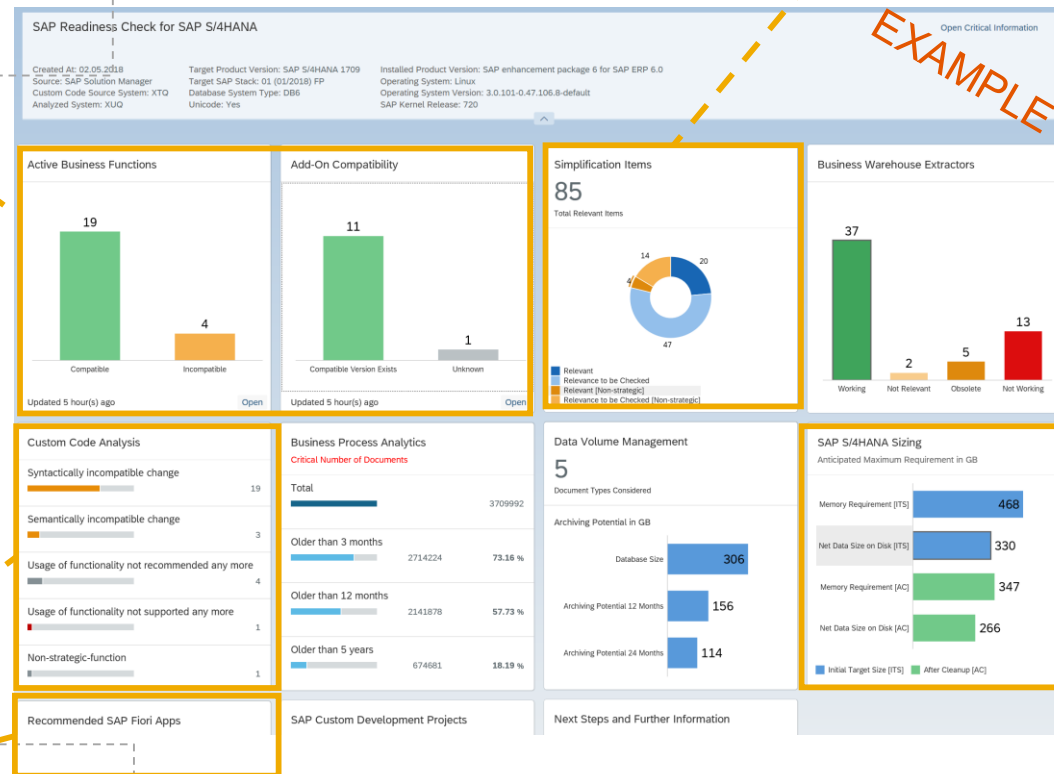 SAP Readiness Check for SAP S/4HANA
Open Critical Information
EXAMPLE
Created At: 02.05.2018
Source: SAP Solution Manager
Custom Code Source System: XTQ
Analyzed System: XUQ
Target Product Version: SAP S/4HANA 1709
Target SAP Stack: 01 (01/2018) FP
Database System Type: DB6
Unicode: Yes
Installed Product Version: SAP enhancement package 6 for SAP ERP 6.0
Operating System: Linux
Operating System Version: 3.0.101-0.47.106.8-default
SAP Kernel Release: 720
Active Business Functions
19
4
Compatible
Incompatible
Updated 5 hour(s) ago
Open
Add-On Compatibility
11
1
Compatible Version Exists
Unknown
Updated 5 hour(s) ago
Open
Simplification Items
85
Total Relevant Items
14
20
4
47
Relevant
Relevance to be Checked
Relevant [Non-strategic]
Relevance to be Checked [Non-strategic]
Business Warehouse Extractors
37
2
5
13
Working
Not Relevant
Obsolete
Not Working
Custom Code Analysis
Syntactically incompatible change
19
Semantically incompatible change
3
Usage of functionality not recommended any more
4
Usage of functionality not supported any more
1
Non-strategic-function
1
Business Process Analytics
Critical Number of Documents
Total
3709992
Older than 3 months
2714224 73.16 %
Older than 12 months
2141878 57.73 %
Older than 5 years
674681 18.19 %
Data Volume Management
5
Document Types Considered
Archiving Potential in GB
Database Size 306
Archiving Potential 12 Months 156
Archiving Potential 24 Months 114
SAP S/4HANA Sizing
Anticipated Maximum Requirement in GB
Memory Requirement [ITS] 468
Net Data Size on Disk [ITS] 330
Memory Requirement [AC] 347
Net Data Size on Disk [AC] 266
Initial Target Size [ITS] After Cleanup [AC]
Recommended SAP Fiori Apps
SAP Custom Development Projects
Next Steps and Further Information